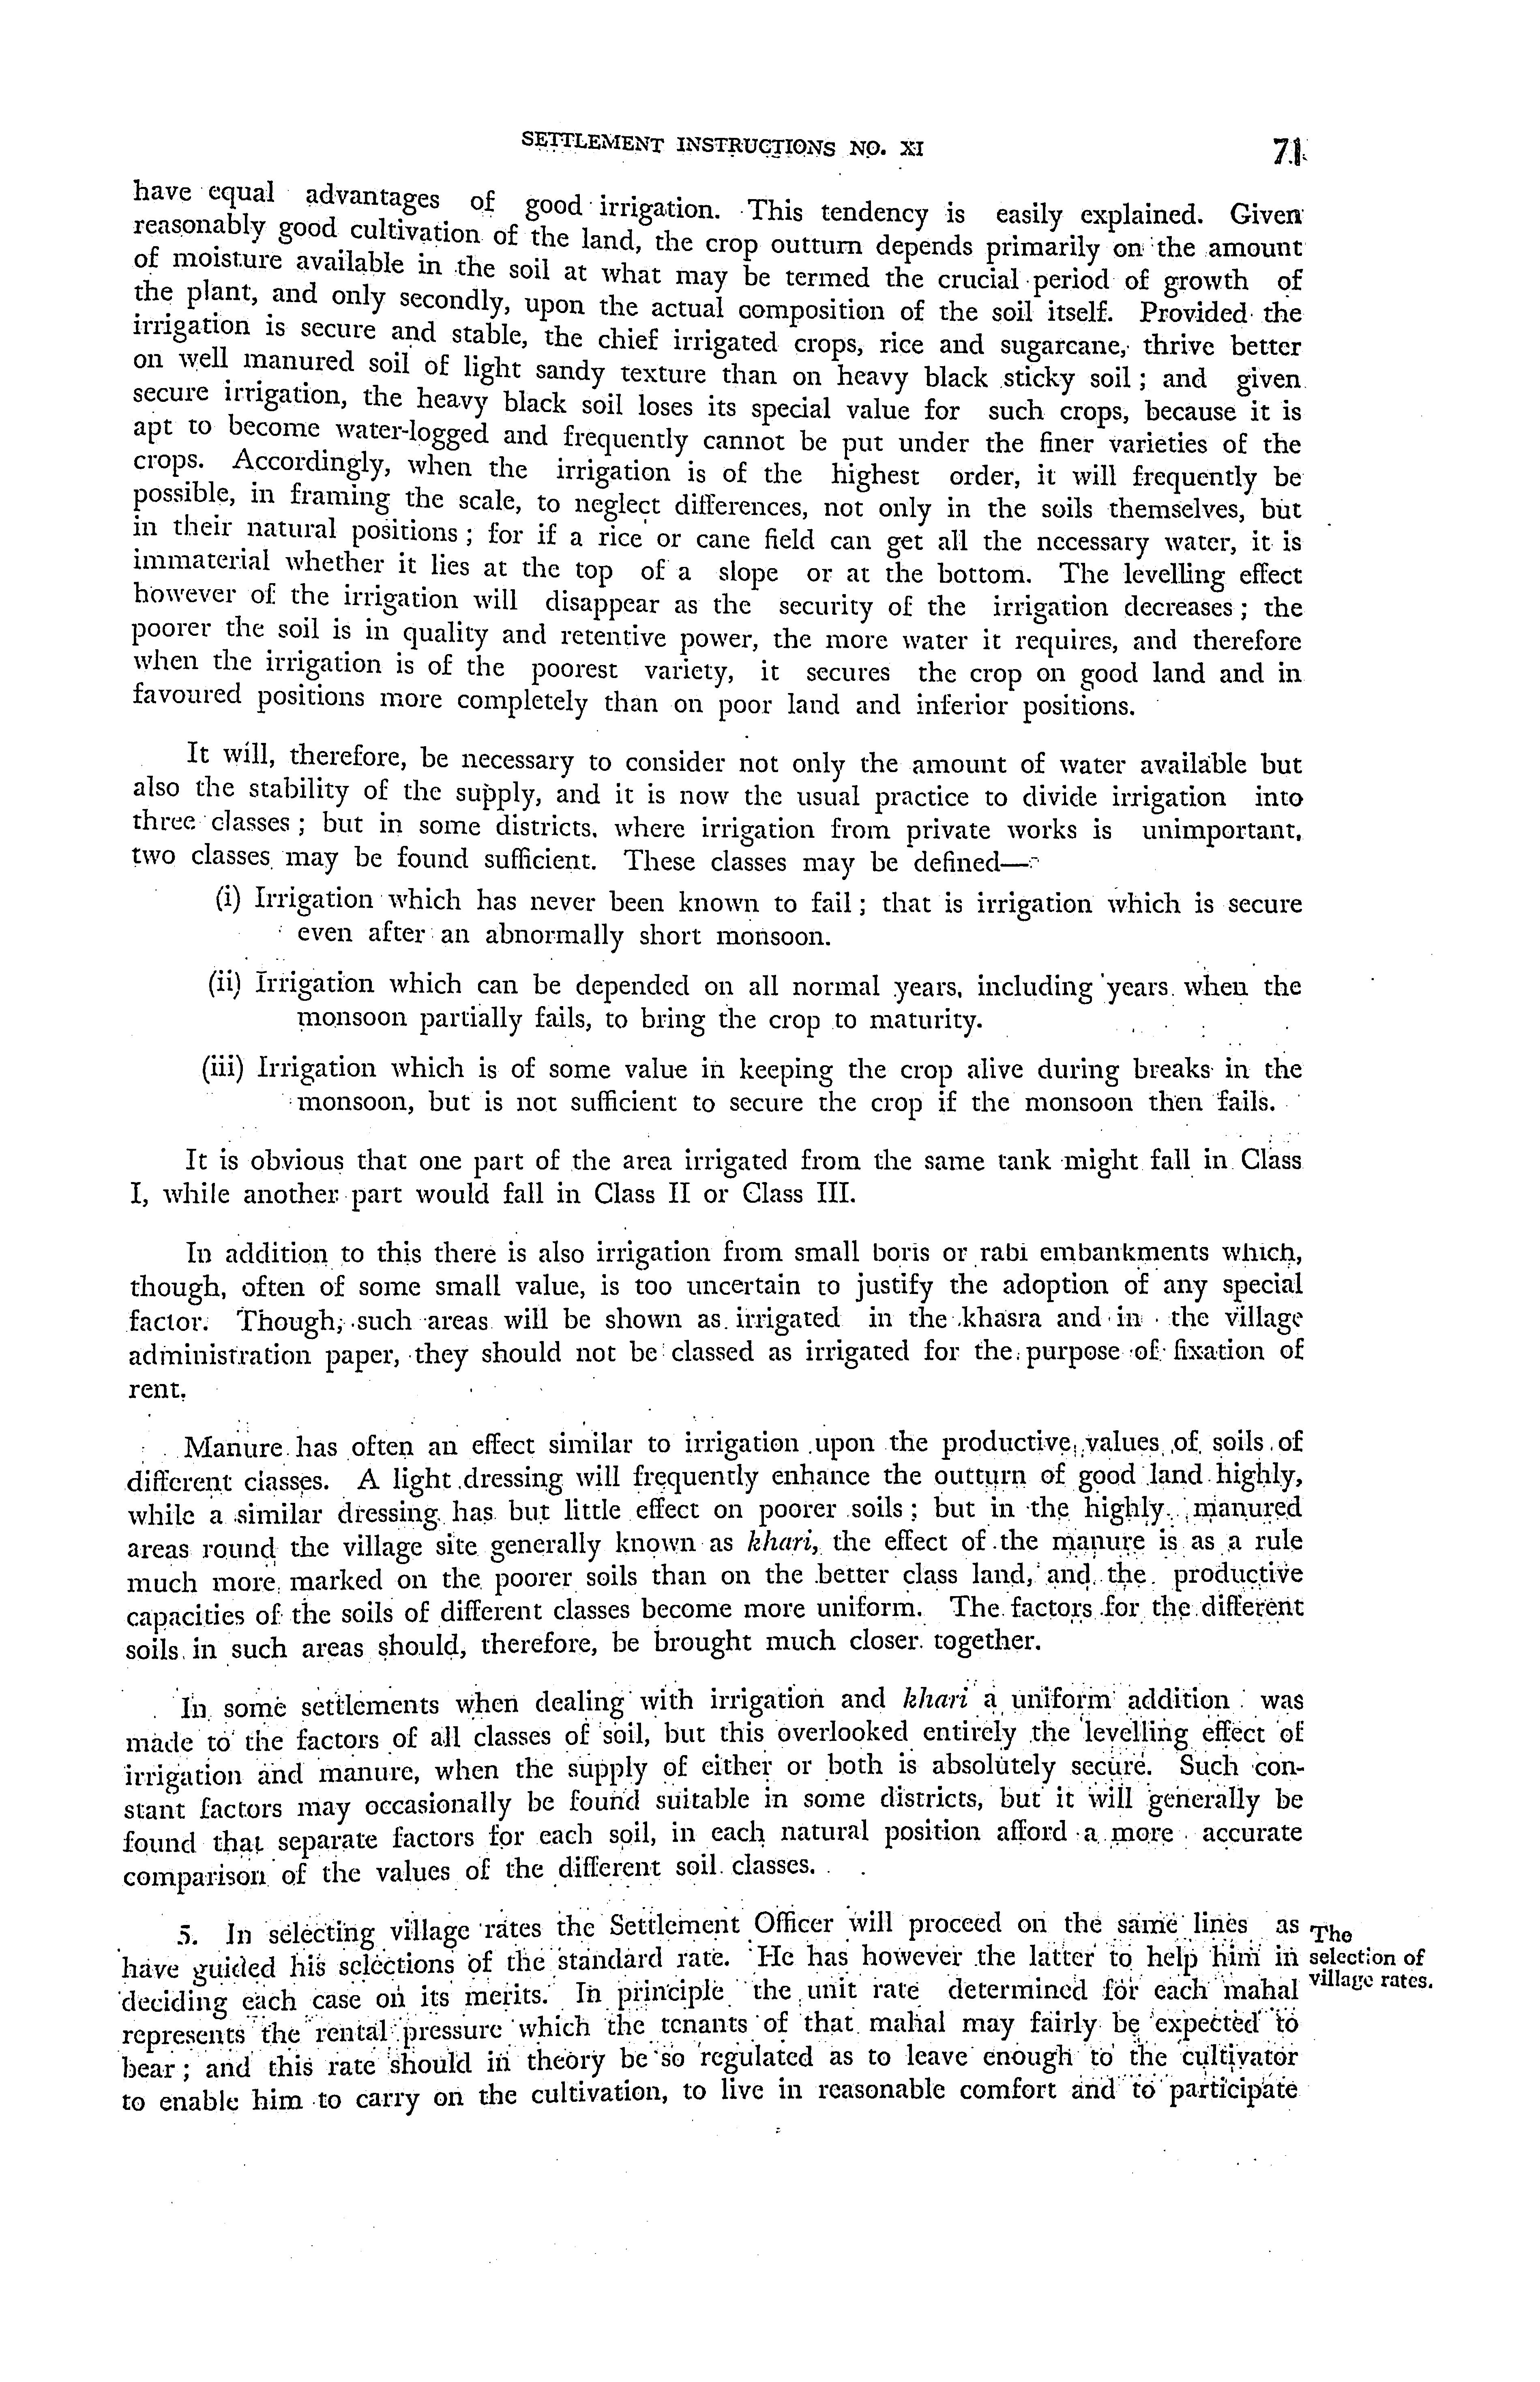 SETTLEMENT INSTRUCTIONS NO. XI 71
have equal advantages of good irrigation. This tendency is easily explained. Given
reasonably good cultivation of the land, the crop outturn depends primarily on the amount
of moisture available in the soil at what may be termed the crucial period of growth of
the plant, and only secondly, upon the actual composition of the soil itself. Provided the
irrigation is secure and stable, the chief irrigated crops, rice and sugarcane, thrive better
on well manured soil of light sandy texture than on heavy black sticky soil ; and given
secure irrigation, the heavy black soil loses its special value for such crops, because it is
apt to become water-logged and frequently cannot be put under the finer varieties of the
crops. Accordingly, when the irrigation is of the highest order, it will frequently be
possible, in framing the scale, to neglect differences, not only in the soils themselves, but
in their natural positions ; for if a rice or cane field can get all the necessary water, it is
immaterial whether it lies at the top of a slope or at the bottom. The levelling effect
however of the irrigation will disappear as the security of the irrigation decreases ; the
poorer the soil is in quality and retentive power, the more water it requires, and therefore
when the irrigation is of the poorest variety, it secures the crop on good land and in
favoured positions more completely than on poor land and inferior positions.
It will, therefore, be necessary to consider not only the amount of water available but
also the stability of the supply, and it is now the usual practice to divide irrigation into
three classes ; but in some districts, where irrigation from private works is unimportant,
two classes may be found sufficient. These classes may be defined—
(i) Irrigation which has never been known to fail ; that is irrigation which is secure
even after an abnormally short monsoon.
(ii) Irrigation which can be depended on all normal years, including years when the
monsoon partially fails, to bring the crop to maturity.
(iii) Irrigation which is of some value in keeping the crop alive during breaks in the
monsoon, but is not sufficient to secure the crop if the monsoon then fails.
It is obvious that one part of the area irrigated from the same tank might fall in Class
I, while another part would fall in Class II or Class III.
In addition to this there is also irrigation from small boris or rabi embankments which,
though, often of some small value, is too uncertain to justify the adoption of any special
factor. Though, such areas will be shown as irrigated in the khasra and in the village
administration paper, they should not be classed as irrigated for the purpose of fixation of
rent.
Manure has often an effect similar to irrigation upon the productive values of soils of
different classes. A light dressing will frequently enhance the outturn of good land highly,
while a similar dressing has but little effect on poorer soils ; but in the highly manured
areas round the village site generally known as khari, the effect of the manure is as a rule
much more marked on the poorer soils than on the better class land, and the productive
capacities of the soils of different classes become more uniform. The factors for the different
soils in such areas should, therefore, be brought much closer together.
In some settlements when dealing with irrigation and khari a uniform addition was
made to the factors of all classes of soil, but this overlooked entirely the levelling effect of
irrigation and manure, when the supply of either or both is absolutely secure. Such con-
stant factors may occasionally be found suitable in some districts, but it will generally be
found that separate factors for each soil, in each natural position afford a more accurate
comparison of the values of the different soil classes.
5. In selecting village rates the Settlement Officer will proceed on the same lines as
have guided his selections of the standard rate. He has however the latter to help him in
deciding each case on its merits. In principle the unit rate determined for each mahal
represents the rental pressure which the tenants of that mahal may fairly be expected to
bear ; and this rate should in theory be so regulated as to leave enough to the cultivator
to enable him to carry on the cultivation, to live in reasonable comfort and to participate
The
selection of
village rates.